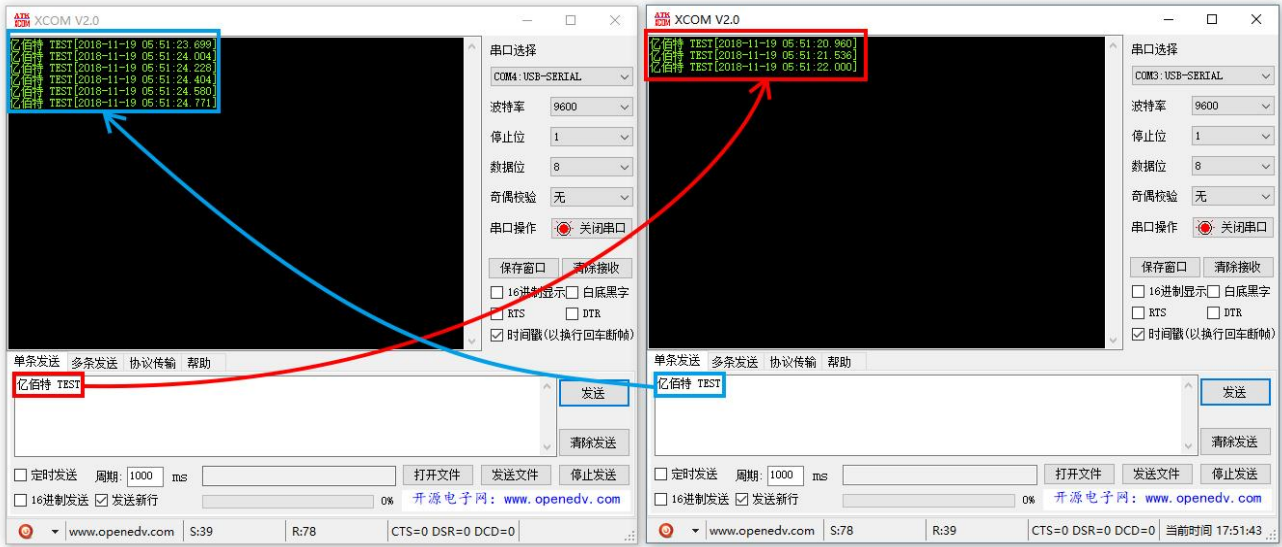 ATK XCOM XCOM V2.0
亿佰特 TEST[2018-11-19 05:51:23.699]
亿佰特 TEST[2018-11-19 05:51:24.004]
亿佰特 TEST[2018-11-19 05:51:24.228]
亿佰特 TEST[2018-11-19 05:51:24.404]
亿佰特 TEST[2018-11-19 05:51:24.580]
亿佰特 TEST[2018-11-19 05:51:24.771]
串口选择
COM4:USB-SERIAL
波特率 9600
停止位 1
数据位 8
奇偶校验 无
串口操作 关闭串口
保存窗口 清除接收
16进制显示 白底黑字
RTS DTR
时间戳(以换行回车断帧)
单条发送 多条发送 协议传输 帮助
亿佰特 TEST
发送
清除发送
定时发送 周期: 1000 ms 打开文件 发送文件 停止发送
16进制发送 发送新行 0% 开源电子网: www.openedv.com
www.openedv.com S:39 R:78 CTS=0 DSR=0 DCD=0
ATK XCOM XCOM V2.0
亿佰特 TEST[2018-11-19 05:51:20.960]
亿佰特 TEST[2018-11-19 05:51:21.536]
亿佰特 TEST[2018-11-19 05:51:22.000]
串口选择
COM3:USB-SERIAL
波特率 9600
停止位 1
数据位 8
奇偶校验 无
串口操作 关闭串口
保存窗口 清除接收
16进制显示 白底黑字
RTS DTR
时间戳(以换行回车断帧)
单条发送 多条发送 协议传输 帮助
亿佰特 TEST
发送
清除发送
定时发送 周期: 1000 ms 打开文件 发送文件 停止发送
16进制发送 发送新行 0% 开源电子网: www.openedv.com
www.openedv.com S:78 R:39 CTS=0 DSR=0 DCD=0 当前时间 17:51:43